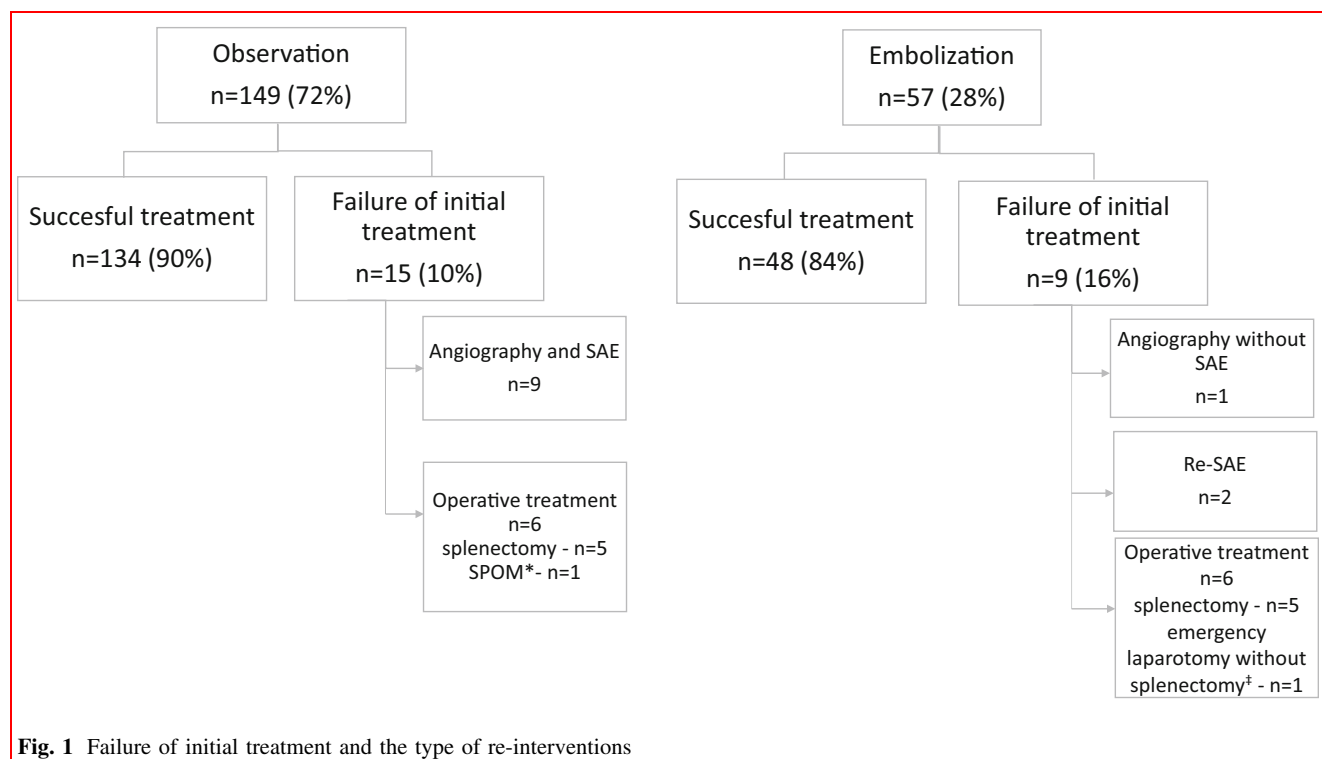 Observation
n=149 (72%)
Succesful treatment
n=134 (90%)
Failure of initial
treatment
n=15 (10%)
Angiography and SAE
n=9
Operative treatment
n=6
splenectomy - n=5
SPOM*- n=1
Embolization
n=57 (28%)
Succesful treatment
n=48 (84%)
Failure of initial
treatment
n=9 (16%)
Angiography without
SAE
n=1
Re-SAE
n=2
Operative treatment
n=6
splenectomy - n=5
emergency
laparotomy without
splenectomy‡ - n=1
Fig. 1 Failure of initial treatment and the type of re-interventions